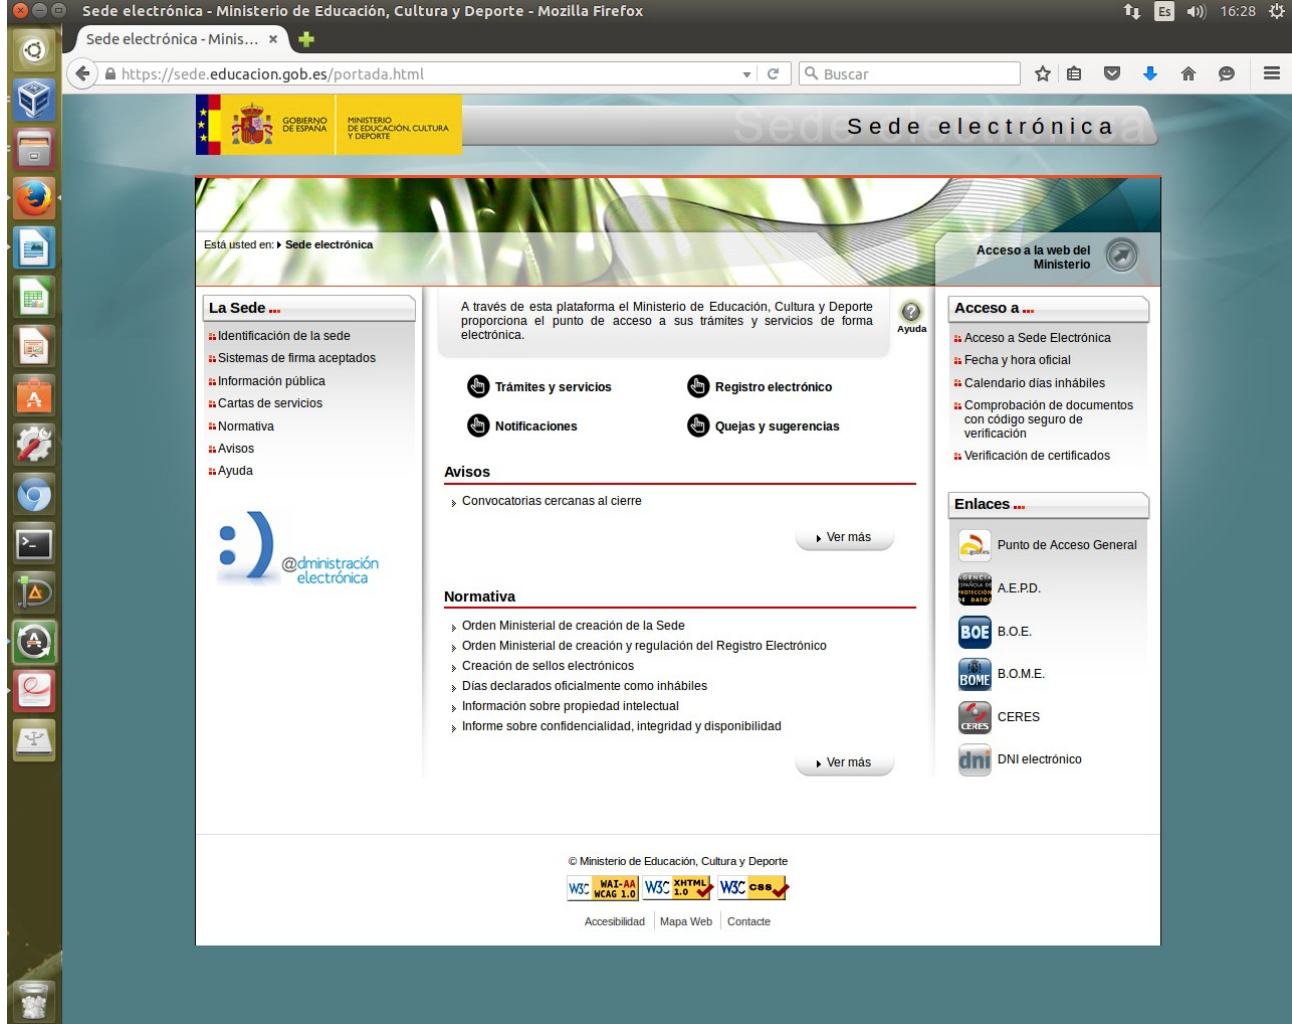 Sede electrónica - Ministerio de Educación, Cultura y Deporte - Mozilla Firefox
Es
16:28
Sede electrónica - Minis...
https://sede.educacion.gob.es/portada.html
Buscar
GOBIERNO DE ESPAÑA
MINISTERIO DE EDUCACIÓN, CULTURA Y DEPORTE
Sede electrónica
Está usted en: Sede electrónica
Acceso a la web del
Ministerio
La Sede ...
Identificación de la sede
Sistemas de firma aceptados
Información pública
Cartas de servicios
Normativa
Avisos
Ayuda
@dministración
electrónica
A través de esta plataforma el Ministerio de Educación, Cultura y Deporte
proporciona el punto de acceso a sus trámites y servicios de forma
electrónica.
Ayuda
Trámites y servicios
Registro electrónico
Notificaciones
Quejas y sugerencias
Avisos
Convocatorias cercanas al cierre
Ver más
Normativa
Orden Ministerial de creación de la Sede
Orden Ministerial de creación y regulación del Registro Electrónico
Creación de sellos electrónicos
Días declarados oficialmente como inhábiles
Información sobre propiedad intelectual
Informe sobre confidencialidad, integridad y disponibilidad
Ver más
Acceso a ...
Acceso a Sede Electrónica
Fecha y hora oficial
Calendario días inhábiles
Comprobación de documentos
con código seguro de
verificación
Verificación de certificados
Enlaces ...
Punto de Acceso General
A.E.P.D.
BOE B.O.E.
BOME B.O.M.E.
CERES CERES
dni DNI electrónico
© Ministerio de Educación, Cultura y Deporte
W3C WAI-AA WCAG 1.0
W3C XHTML 1.0
W3C css
Accesibilidad
Mapa Web
Contacte